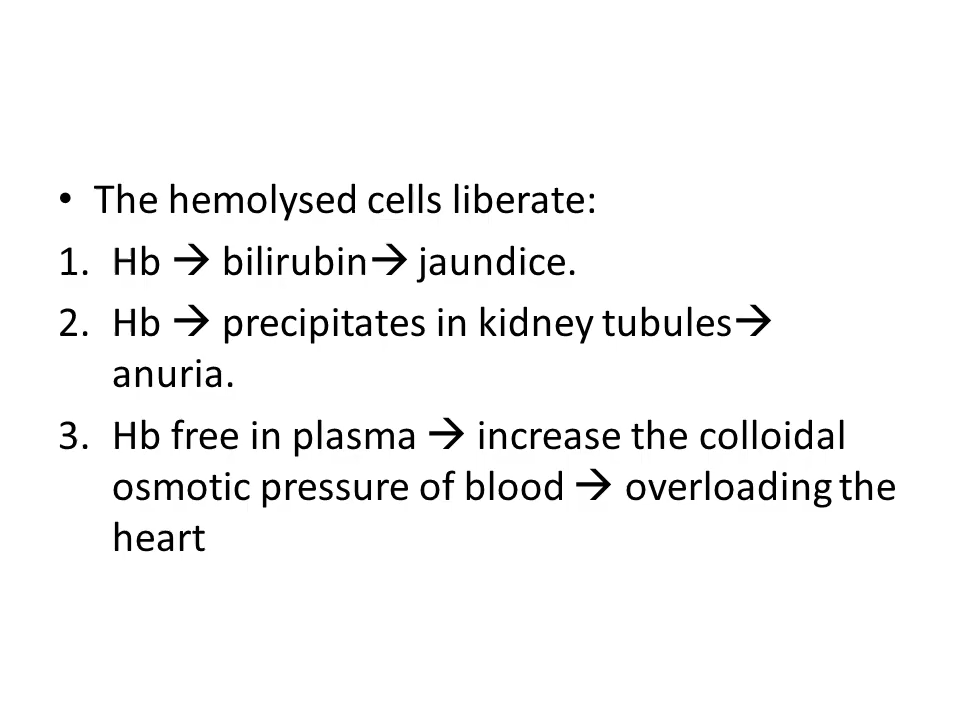 • The hemolysed cells liberate:
1. Hb → bilirubin→ jaundice.
2. Hb → precipitates in kidney tubules→
anuria.
3. Hb free in plasma → increase the colloidal
osmotic pressure of blood → overloading the
heart